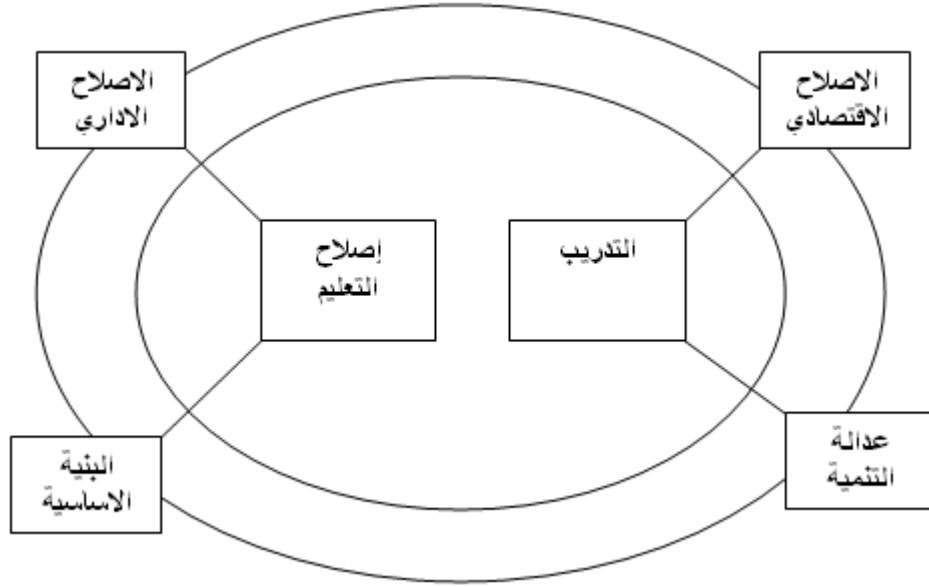 الاصلاح
الاقتصادي
الاصلاح
الاداري
التدريب
إصلاح
التعليم
عدالة
التنمية
البنية
الاساسية